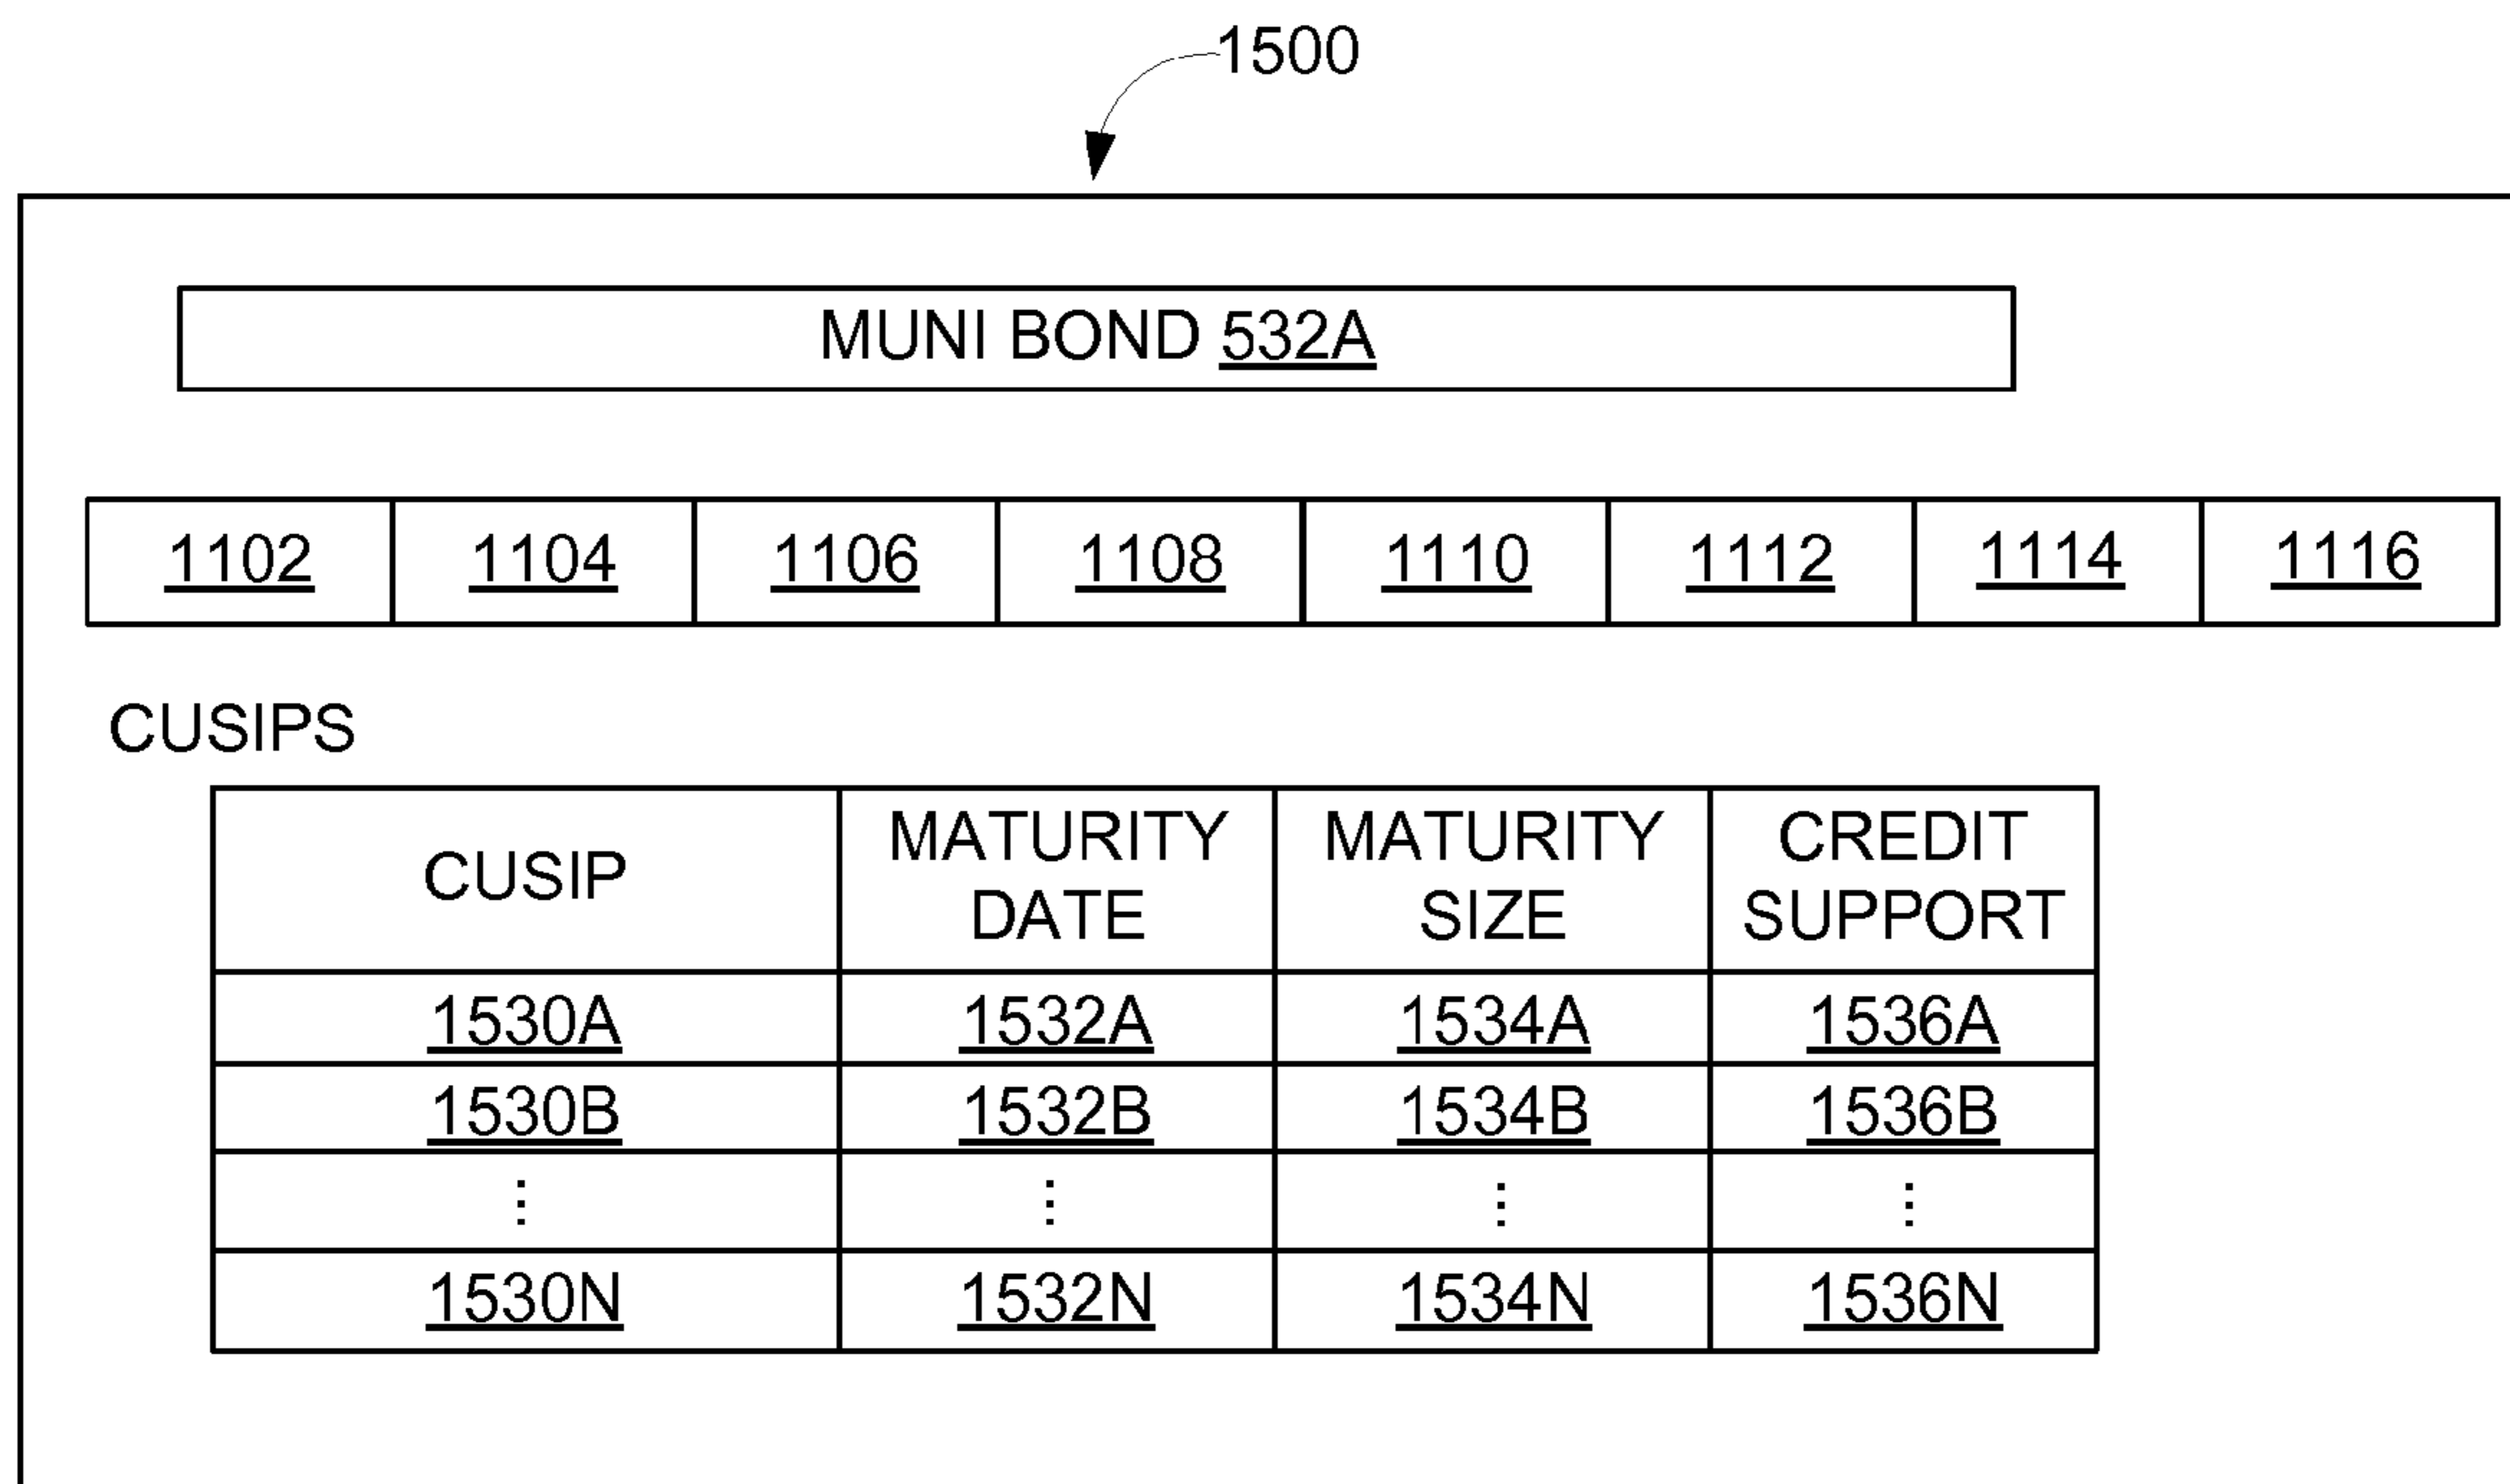 1500
MUNI BOND 532A
1102 1104 1106 1108 1110 1112 1114 1116
CUSIPS
CUSIP MATURITY DATE MATURITY SIZE CREDIT SUPPORT
1530A 1532A 1534A 1536A
1530B 1532B 1534B 1536B
⋮ ⋮ ⋮ ⋮
1530N 1532N 1534N 1536N